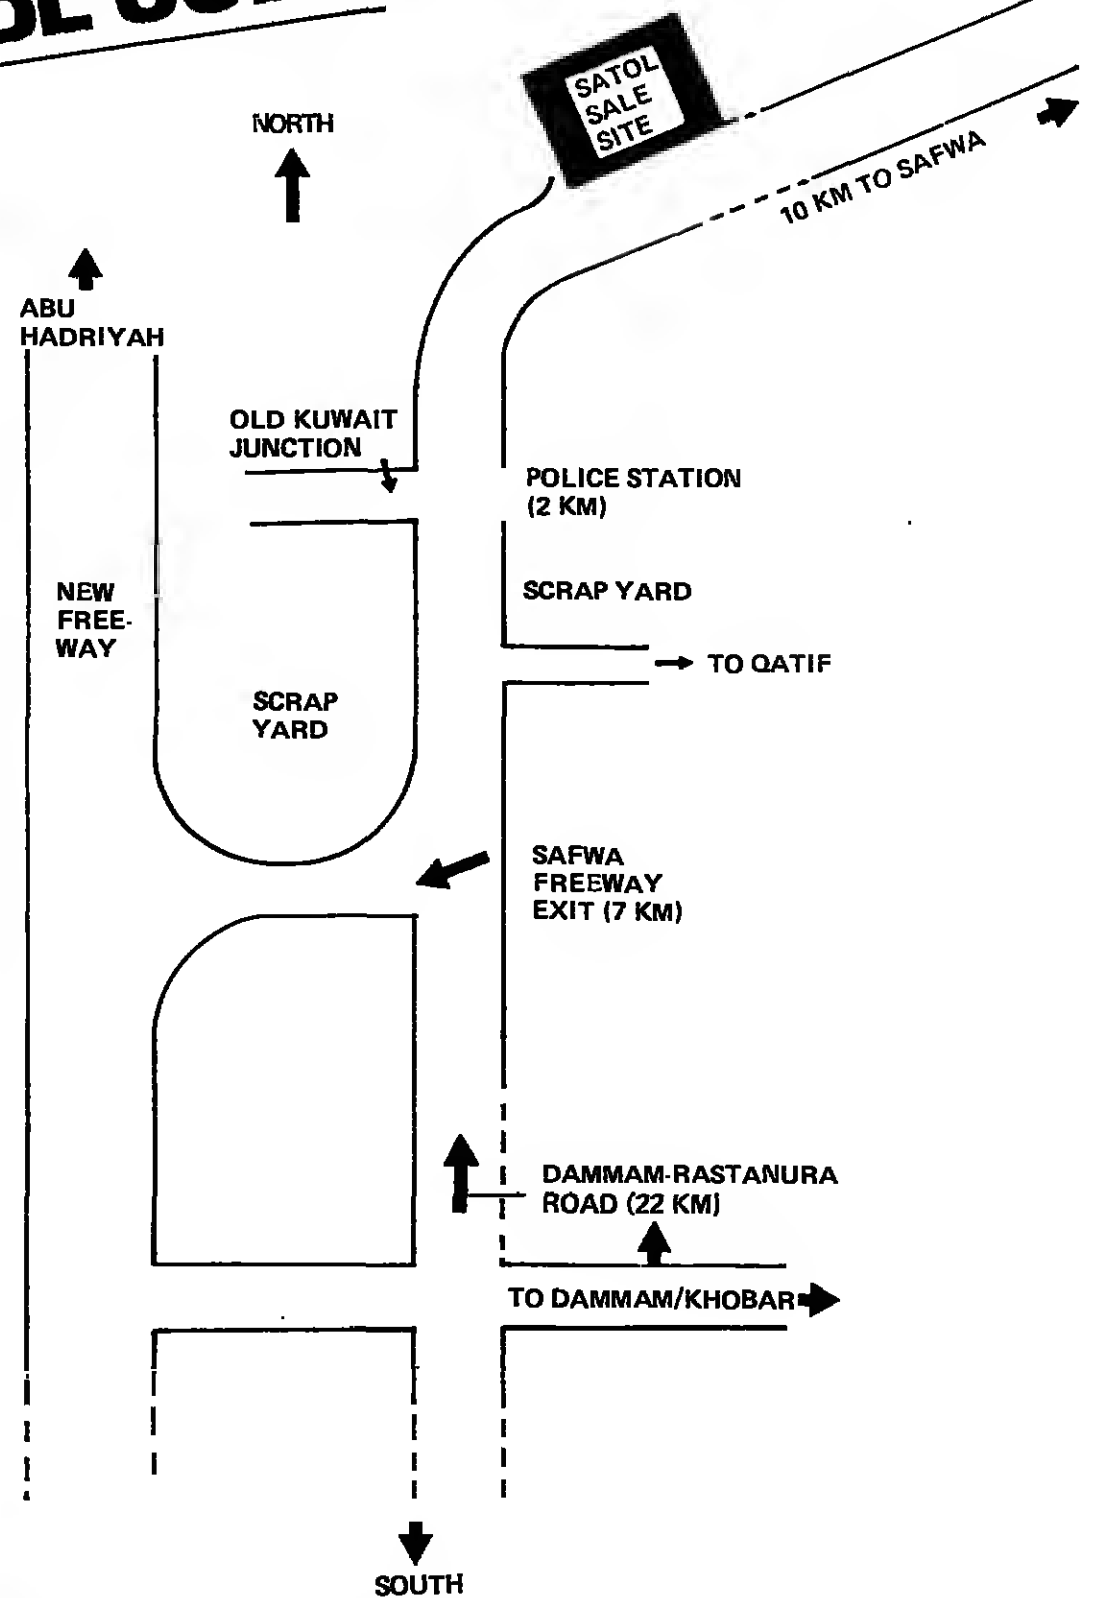 NORTH
SATOL
SALE
SITE
10 KM TO SAFWA
ABU
HADRIYAH
OLD KUWAIT
JUNCTION
POLICE STATION
(2 KM)
NEW
FREE-
WAY
SCRAP YARD
TO QATIF
SCRAP
YARD
SAFWA
FREEWAY
EXIT (7 KM)
DAMMAM-RASTANURA
ROAD (22 KM)
TO DAMMAM/KHOBAR
SOUTH